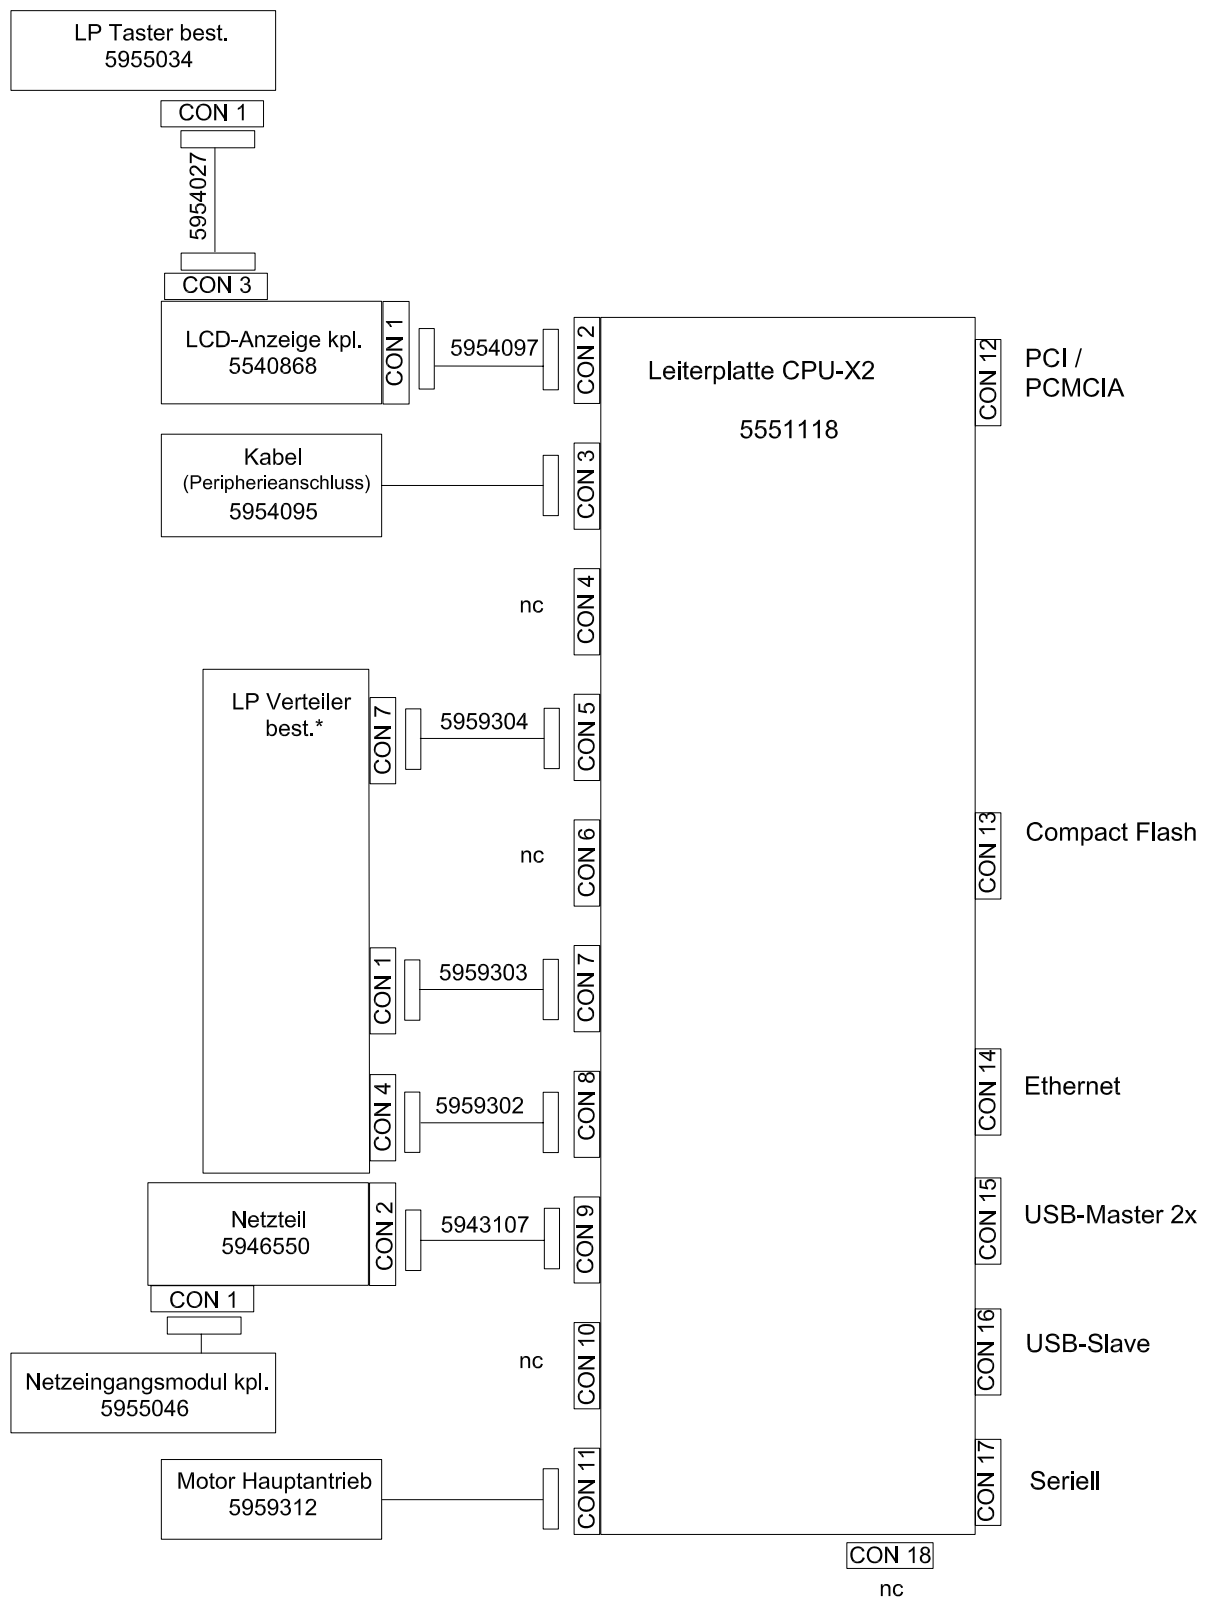 LP Taster best.
5955034
CON 1
5954027
CON 3
LCD-Anzeige kpl.
5540868
CON 1
5954097
CON 2
Leiterplatte CPU-X2
5551118
CON 12
PCI /
PCMCIA
Kabel
(Peripherieanschluss)
5954095
CON 3
nc
CON 4
LP Verteiler
best.*
CON 7
5959304
CON 5
nc
CON 6
CON 13
Compact Flash
CON 1
5959303
CON 7
CON 4
5959302
CON 8
CON 14
Ethernet
Netzteil
5946550
CON 2
5943107
CON 9
CON 15
USB-Master 2x
CON 1
Netzeingangsmodul kpl.
5955046
nc
CON 10
CON 16
USB-Slave
Motor Hauptantrieb
5959312
CON 11
CON 17
Seriell
CON 18
nc